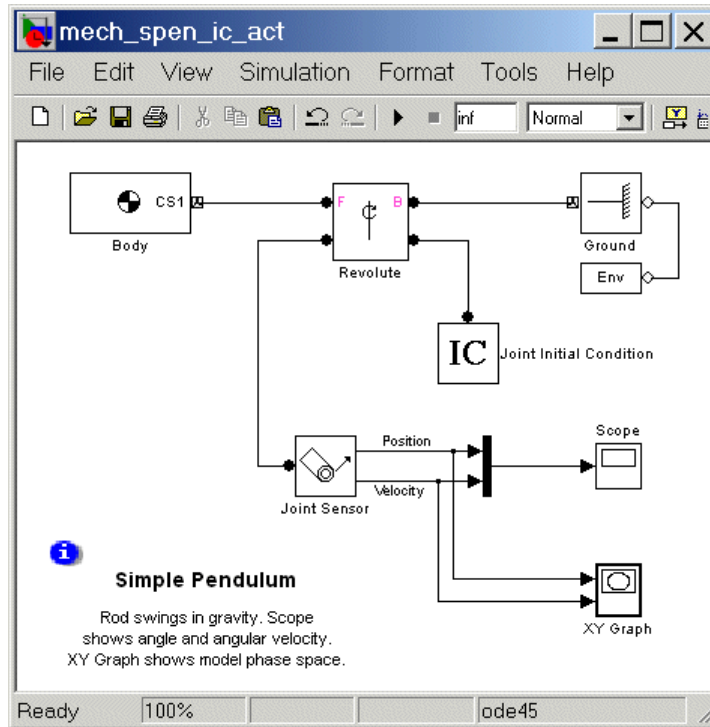 mech_spen_ic_act
File Edit View Simulation Format Tools Help
inf Normal
CS1
Body
F B
Revolute
Ground
Env
IC
Joint Initial Condition
Position
Velocity
Joint Sensor
Scope
XY Graph
Simple Pendulum
Rod swings in gravity. Scope
shows angle and angular velocity.
XY Graph shows model phase space.
Ready 100% ode45